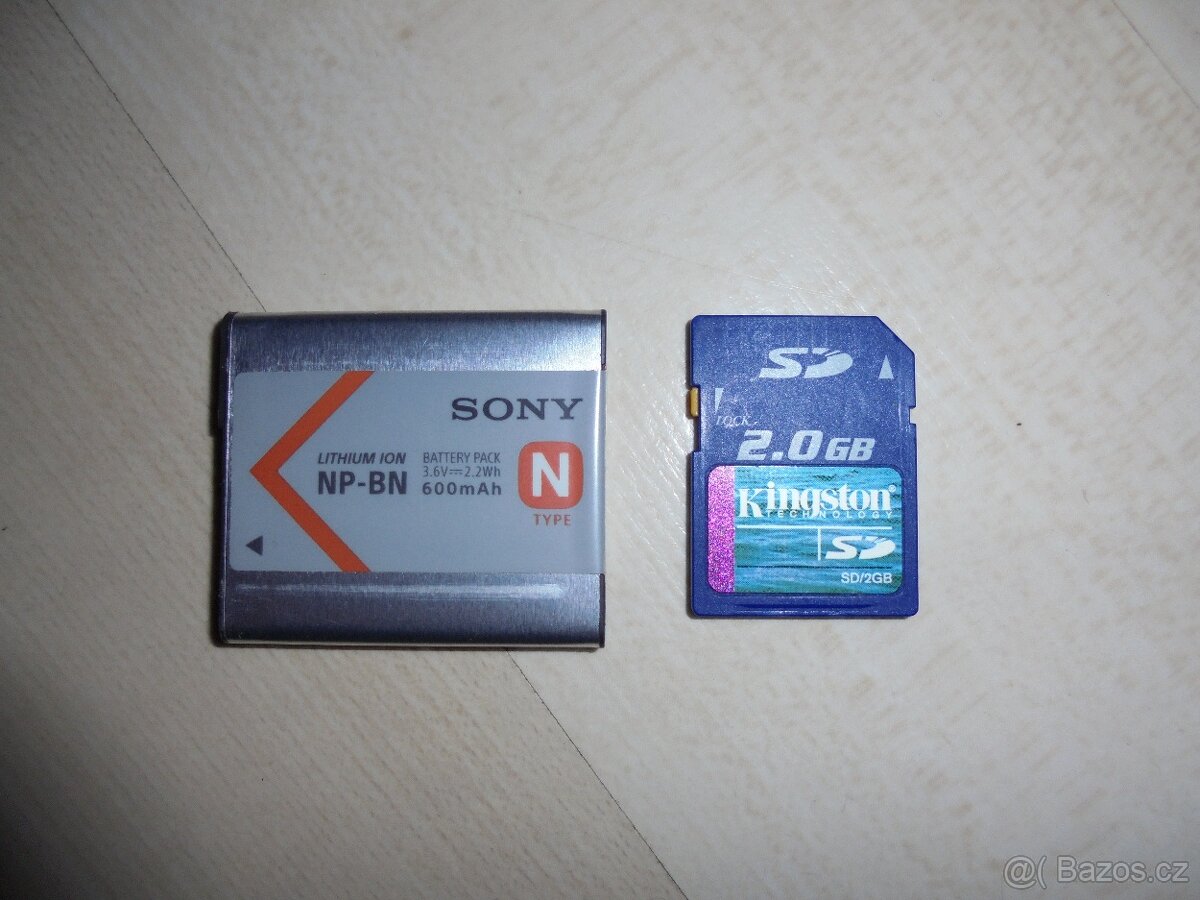 SONY
LITHIUM ION
NP-BN
BATTERY PACK
3.6V⎓2.2Wh
600mAh
N
TYPE
SD
LOCK
2.0GB
Kingston
TECHNOLOGY
SD
SD/2GB
@( Bazos.cz